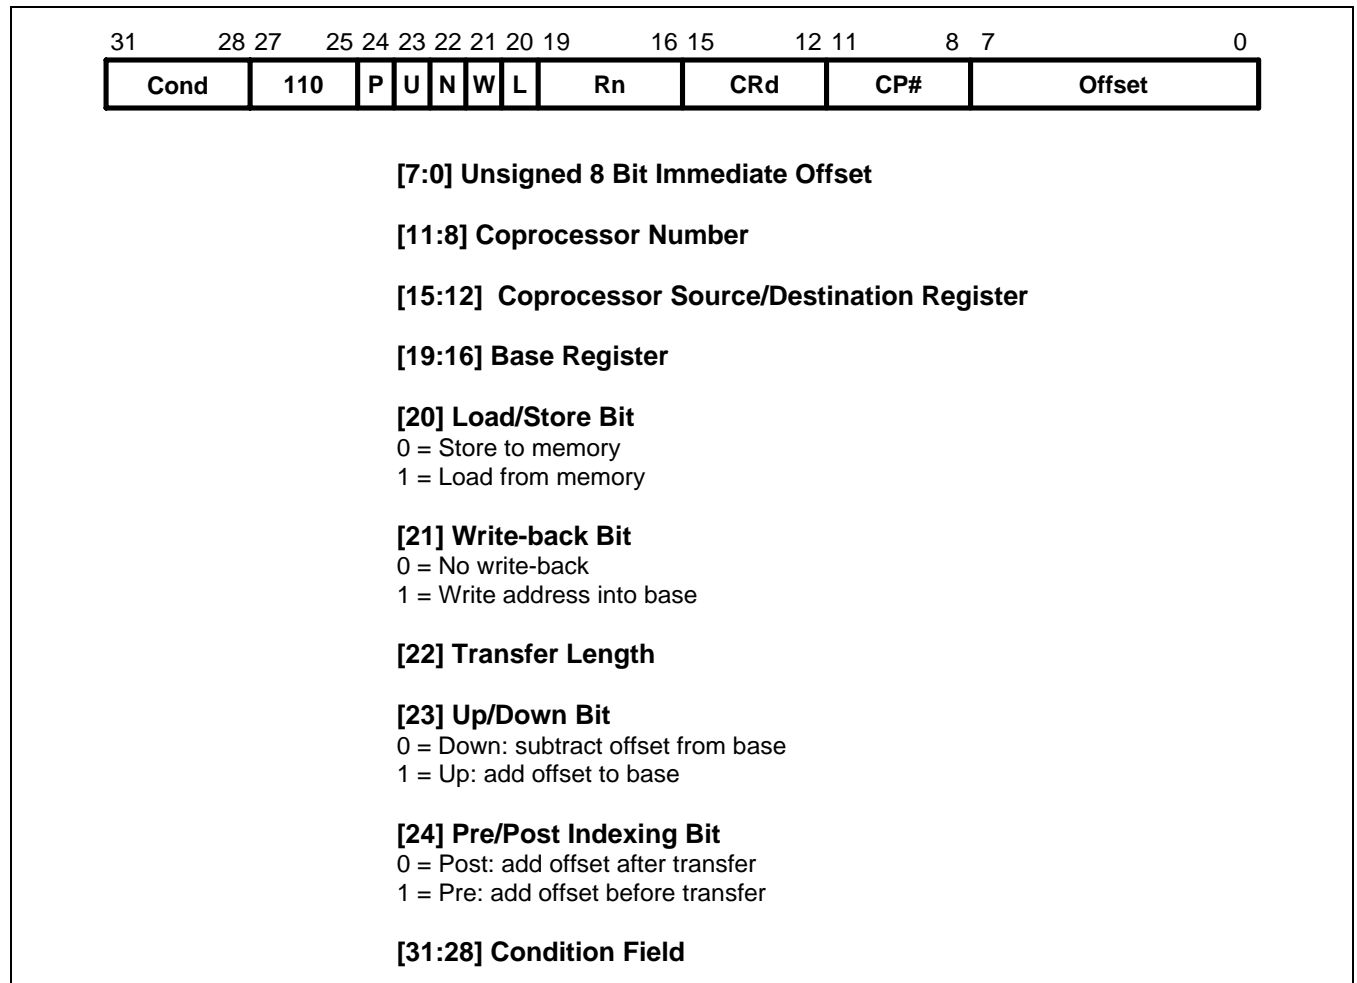 31 28 27 25 24 23 22 21 20 19 16 15 12 11 8 7 0
Cond 110 P U N W L Rn CRd CP# Offset
[7:0] Unsigned 8 Bit Immediate Offset
[11:8] Coprocessor Number
[15:12] Coprocessor Source/Destination Register
[19:16] Base Register
[20] Load/Store Bit
0 = Store to memory
1 = Load from memory
[21] Write-back Bit
0 = No write-back
1 = Write address into base
[22] Transfer Length
[23] Up/Down Bit
0 = Down: subtract offset from base
1 = Up: add offset to base
[24] Pre/Post Indexing Bit
0 = Post: add offset after transfer
1 = Pre: add offset before transfer
[31:28] Condition Field